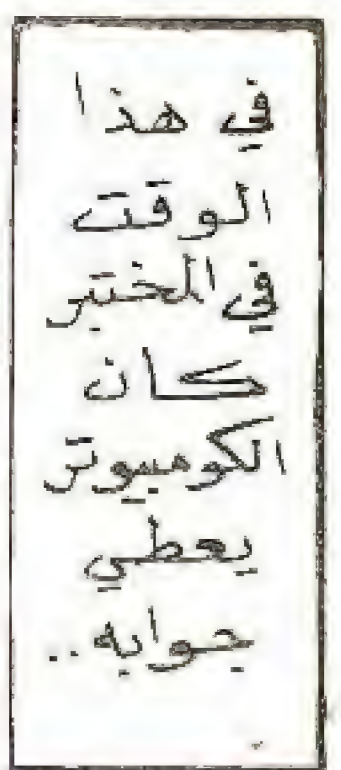 في هذا
الوقت
في المختبر
كان
الكومبيوتر
يعطي
جوابه..